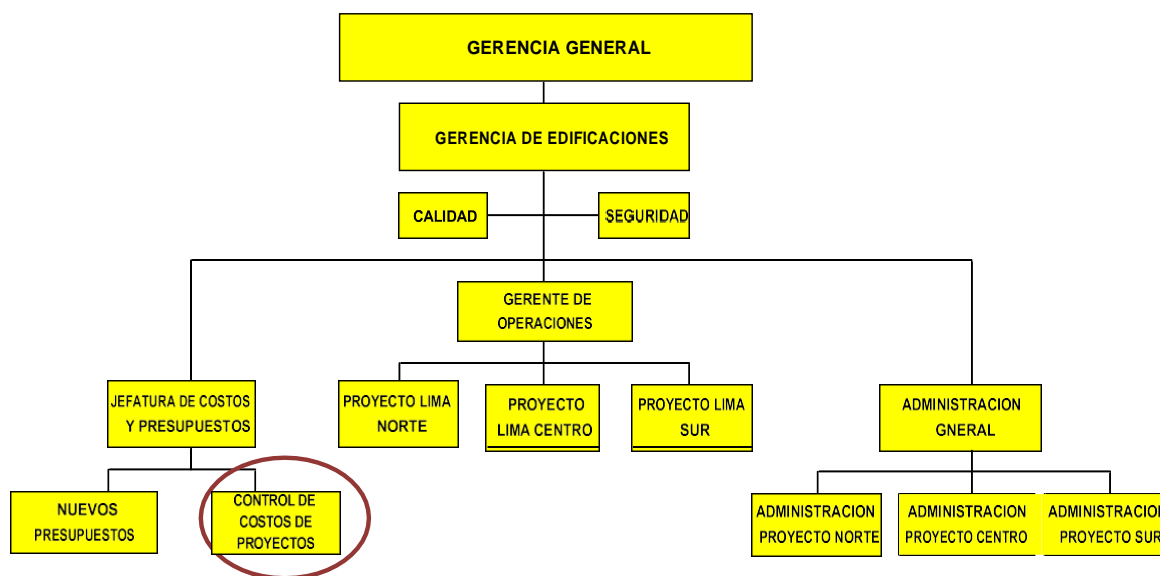 GERENCIA GENERAL
GERENCIA DE EDIFICACIONES
CALIDAD
SEGURIDAD
GERENTE DE
OPERACIONES
JEFATURA DE COSTOS
Y PRESUPUESTOS
PROYECTO LIMA
NORTE
PROYECTO
LIMA CENTRO
PROYECTO LIMA
SUR
ADMINISTRACION
GNERAL
NUEVOS
PRESUPUESTOS
CONTROL DE
COSTOS DE
PROYECTOS
ADMINISTRACION
PROYECTO NORTE
ADMINISTRACION
PROYECTO CENTRO
ADMINISTRACION
PROYECTO SUR